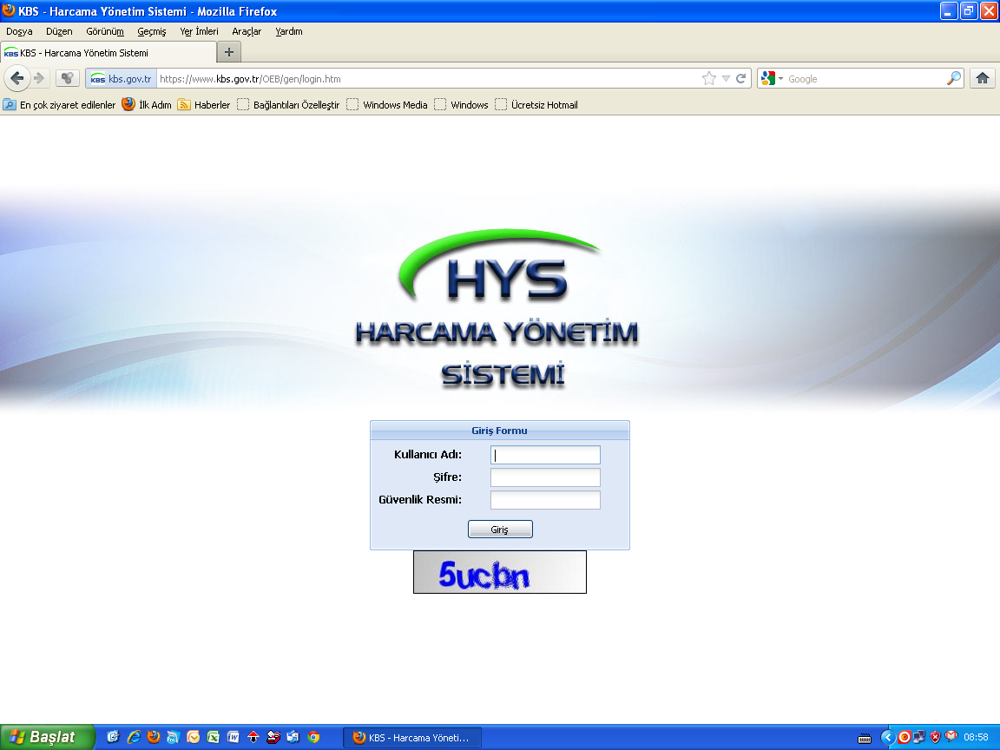 KBS - Harcama Yönetim Sistemi - Mozilla Firefox
Dosya Düzen Görünüm Geçmiş Yer İmleri Araçlar Yardım
KBS KBS - Harcama Yönetim Sistemi
KBS kbs.gov.tr https://www.kbs.gov.tr/OEB/gen/login.htm Google
En çok ziyaret edilenler İlk Adım Haberler Bağlantıları Özelleştir Windows Media Windows Ücretsiz Hotmail
HYS
HARCAMA YÖNETİM
SİSTEMİ
Giriş Formu
Kullanıcı Adı:
Şifre:
Güvenlik Resmi:
Giriş
5ucbn
Başlat KBS - Harcama Yöneti... 08:58